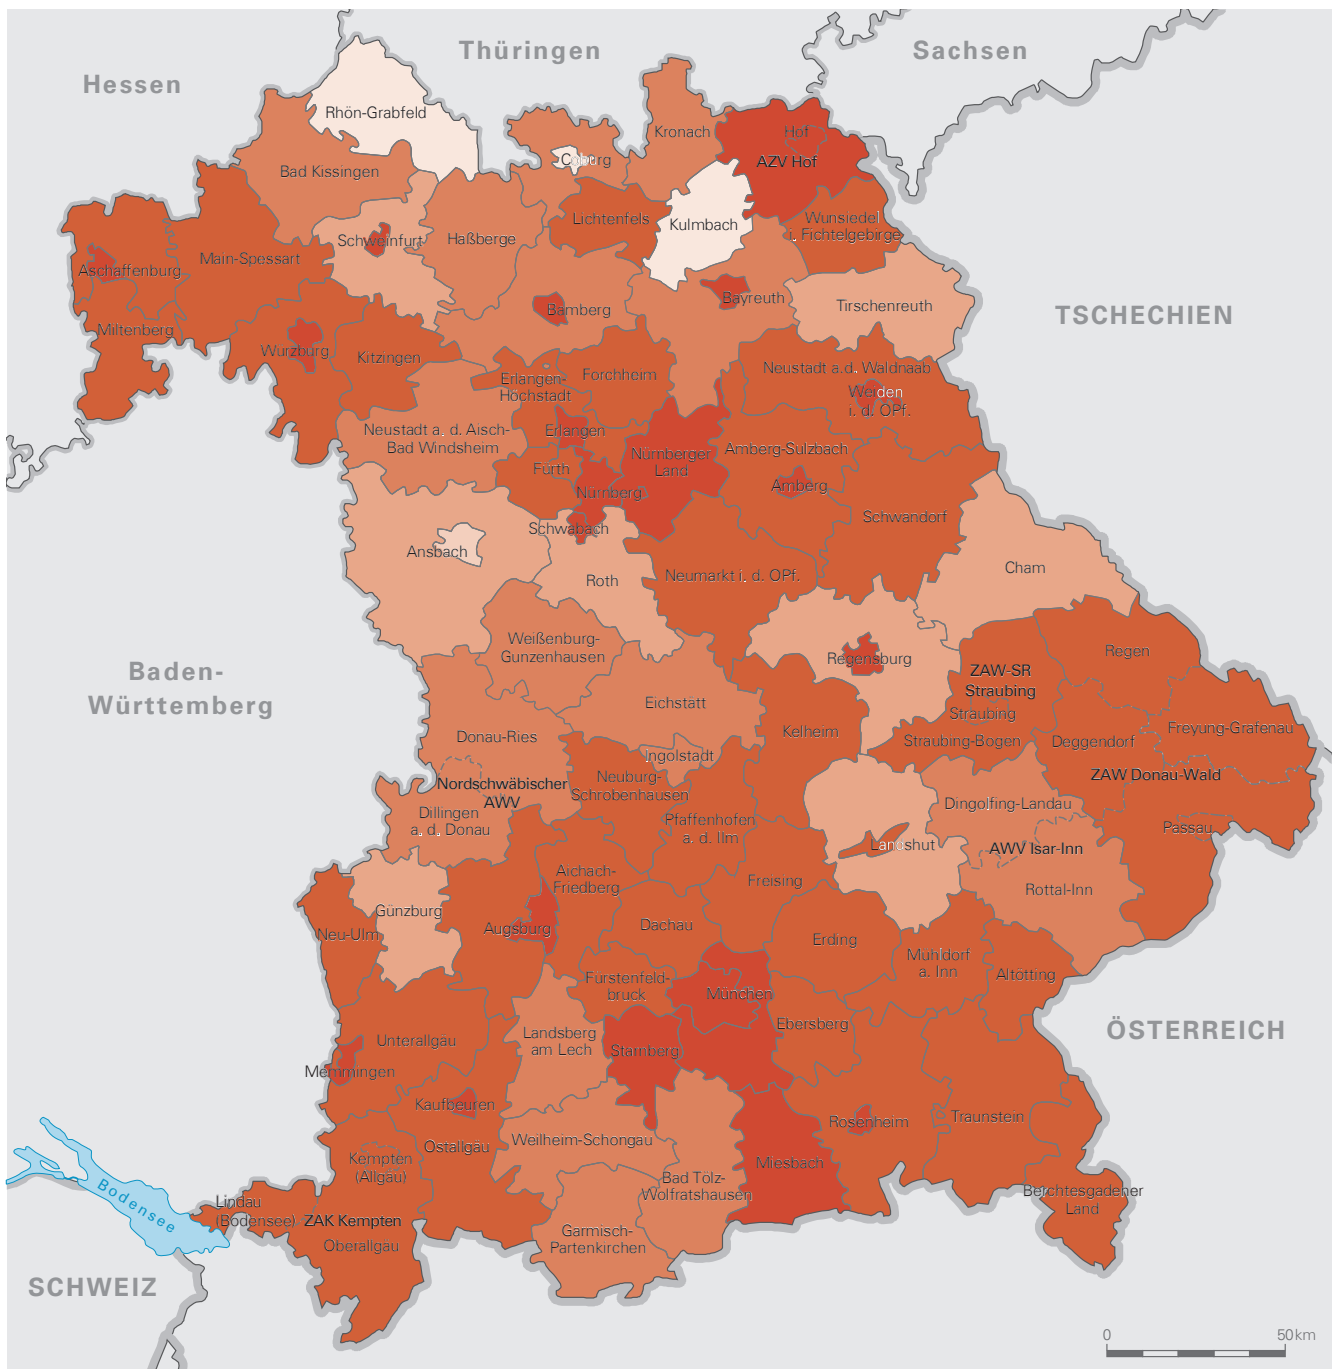 Thüringen
Sachsen
Hessen
Rhön-Grabfeld
Kronach
Hof
AZV Hof
Coburg
Bad Kissingen
Lichtenfels
Kulmbach
Wunsiedel
i. Fichtelgebirge
Schweinfurt
Haßberge
Main-Spessart
Aschaffenburg
Bayreuth
Tirschenreuth
Bamberg
TSCHECHIEN
Miltenberg
Würzburg
Kitzingen
Neustadt a.d. Waldnaab
Erlangen-
Höchstadt
Forchheim
Weiden
i. d. OPf.
Neustadt a. d. Aisch-
Bad Windsheim
Erlangen
Nürnberger
Land
Amberg-Sulzbach
Fürth
Amberg
Nürnberg
Schwabach
Schwandorf
Ansbach
Roth
Neumarkt i. d. OPf.
Cham
Weißenburg-
Gunzenhausen
Regensburg
Regen
Baden-
Württemberg
ZAW-SR
Straubing
Straubing
Eichstätt
Kelheim
Straubing-Bogen
Deggendorf
Freyung-Grafenau
Donau-Ries
Ingolstadt
Nordschwäbischer
AWV
Neuburg-
Schrobenhausen
ZAW Donau-Wald
Dillingen
a. d. Donau
Pfaffenhofen
a. d. Ilm
Dingolfing-Landau
Passau
Landshut
AWV Isar-Inn
Aichach-
Friedberg
Freising
Rottal-Inn
Günzburg
Neu-Ulm
Augsburg
Dachau
Erding
Mühldorf
a. Inn
Altötting
Fürstenfeld-
bruck
München
Landsberg
am Lech
Ebersberg
ÖSTERREICH
Unterallgäu
Starnberg
Memmingen
Kaufbeuren
Rosenheim
Traunstein
Ostallgäu
Weilheim-Schongau
Miesbach
Kempten
(Allgäu)
Bad Tölz-
Wolfratshausen
Berchtesgadener
Land
Bodensee
Lindau
(Bodensee)
ZAK Kempten
Oberallgäu
Garmisch-
Partenkirchen
SCHWEIZ
0 50 km